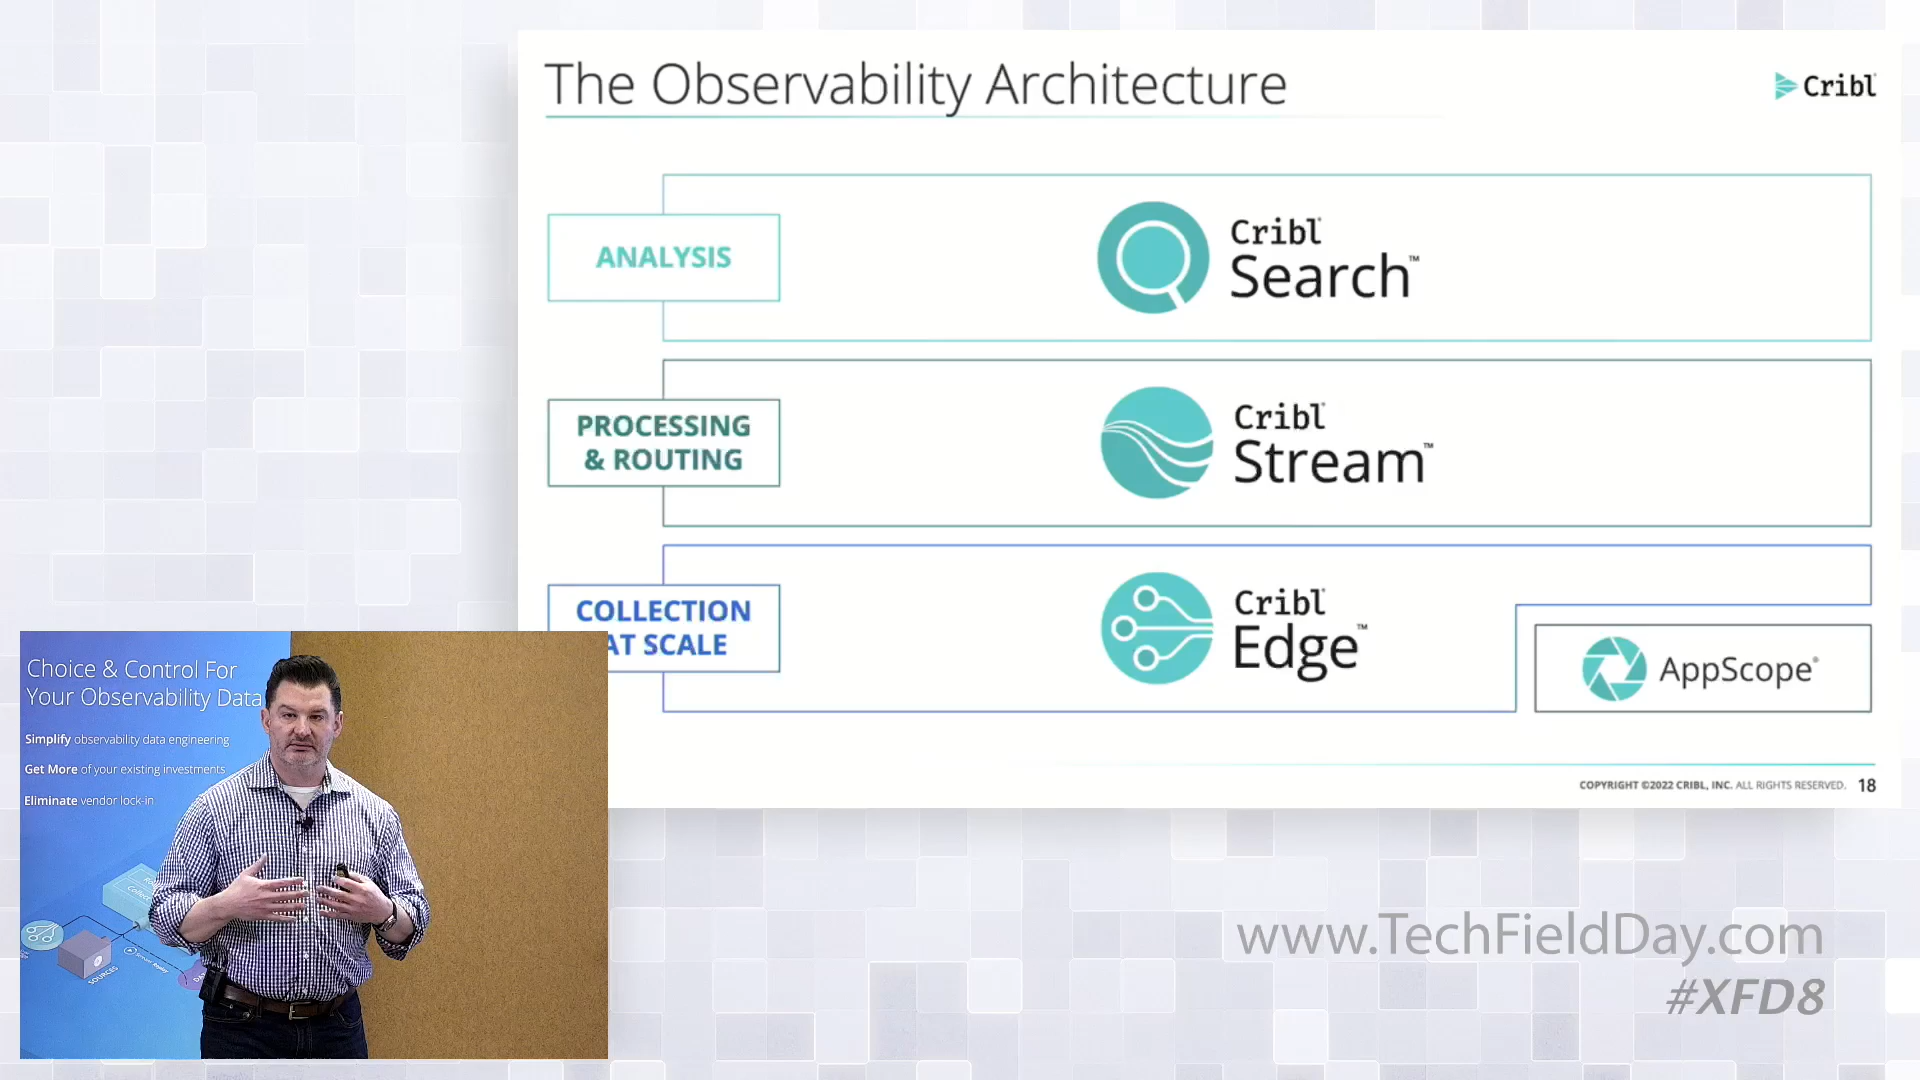 The Observability Architecture
Cribl
ANALYSIS
Cribl®
Search™
PROCESSING
& ROUTING
Cribl®
Stream™
COLLECTION
AT SCALE
Cribl®
Edge™
AppScope®
COPYRIGHT ©2022 CRIBL, INC. ALL RIGHTS RESERVED. 18
Choice & Control For
Your Observability Data
Simplify observability data engineering
Get More of your existing investments
Eliminate vendor lock-in
SOURCES
www.TechFieldDay.com
#XFD8